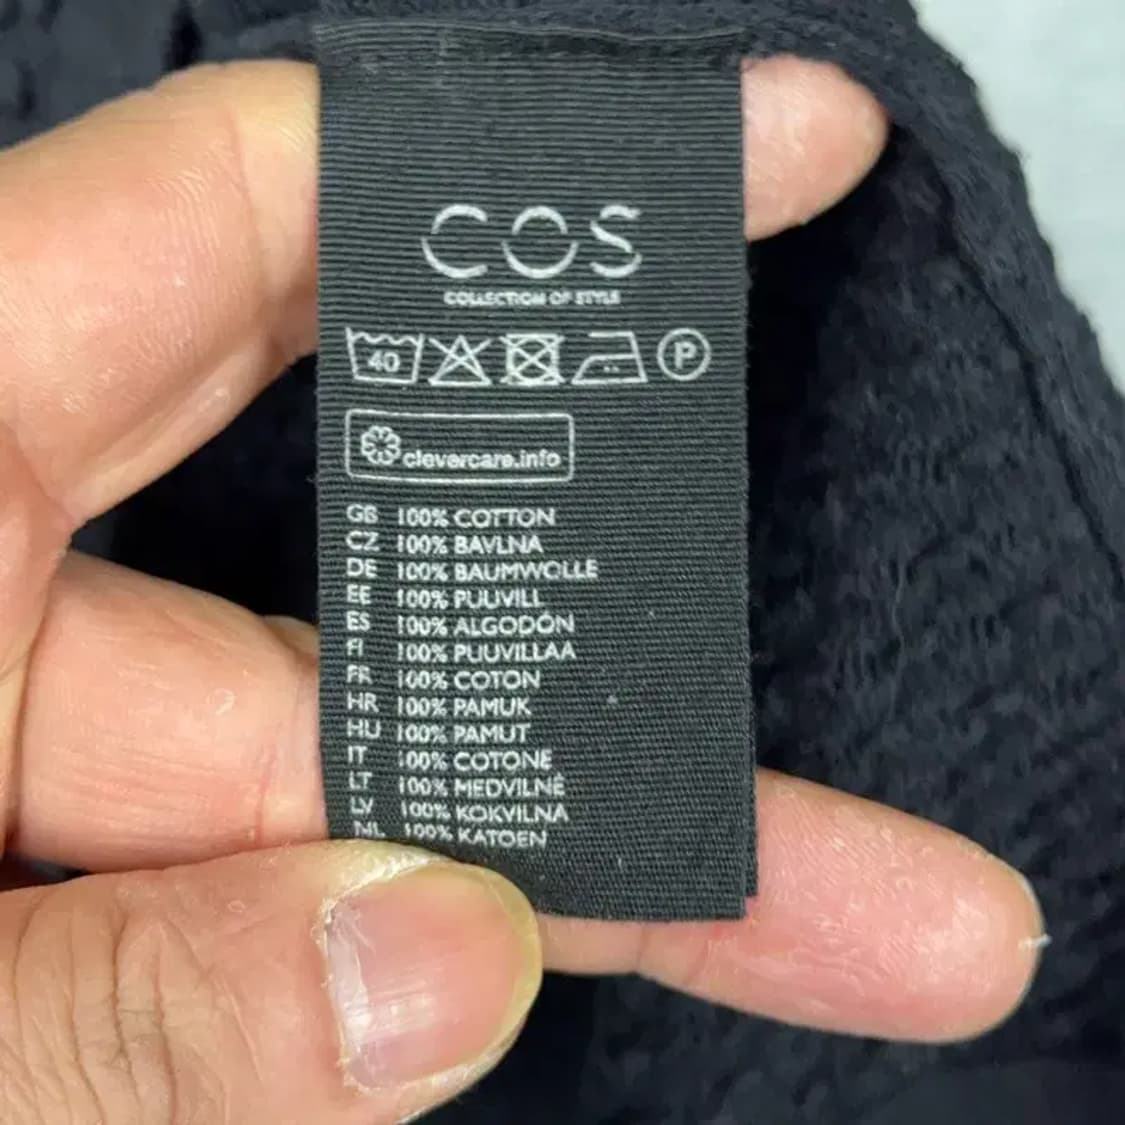 COS
COLLECTION OF STYLE
40 P
clevercare.info
GB 100% COTTON
CZ 100% BAVLNA
DE 100% BAUMWOLLE
EE 100% PUUVILL
ES 100% ALGODÓN
FI 100% PUUVILLAA
FR 100% COTON
HR 100% PAMUK
HU 100% PAMUT
IT 100% COTONE
LT 100% MEDVILNĖ
LV 100% KOKVILNA
NL 100% KATOEN